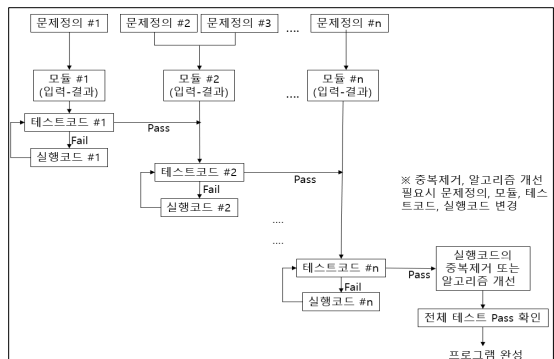 문제정의 #1
문제정의 #2
문제정의 #3
....
문제정의 #n
모듈 #1
(입력-결과)
모듈 #2
(입력-결과)
....
모듈 #n
(입력-결과)
테스트코드 #1
Pass
Fail
실행코드 #1
테스트코드 #2
Pass
Fail
실행코드 #2
※ 중복제거, 알고리즘 개선
필요시 문제정의, 모듈, 테스
트코드, 실행코드 변경
....
....
테스트코드 #n
Pass
Fail
실행코드 #n
실행코드의
중복제거 또는
알고리즘 개선
전체 테스트 Pass 확인
프로그램 완성